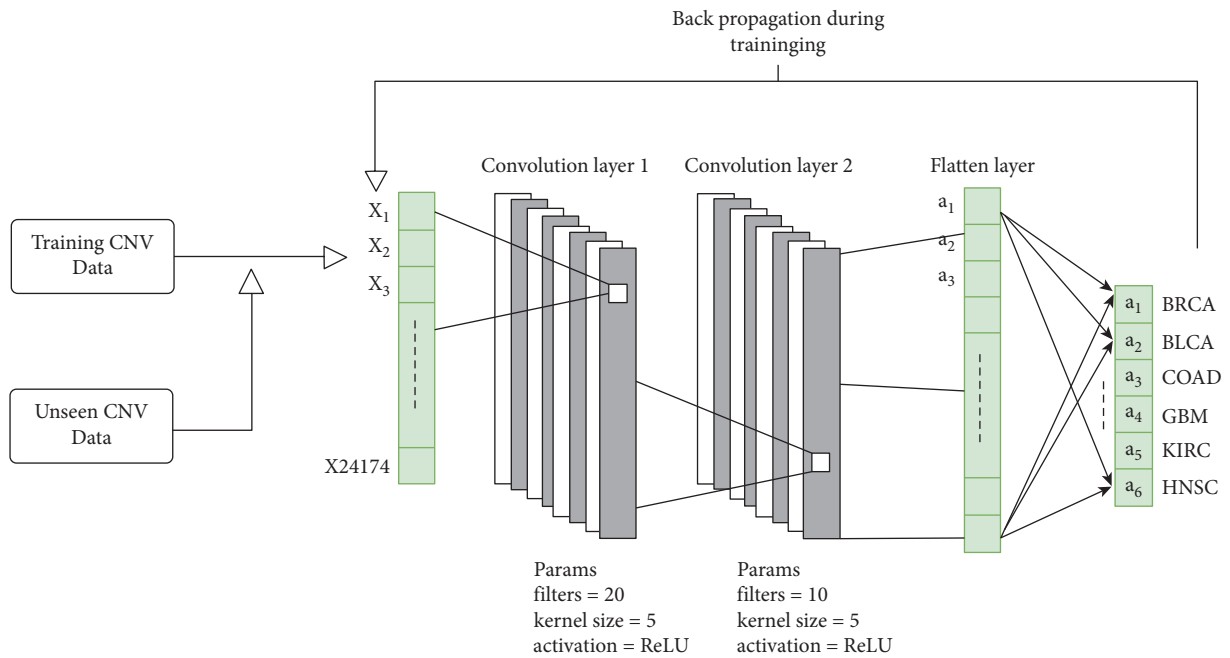 Back propagation during
traininging
Convolution layer 1
Convolution layer 2
Flatten layer
Training CNV
Data
Unseen CNV
Data
X1
X2
X3
X24174
a1
a2
a3
a1 BRCA
a2 BLCA
a3 COAD
a4 GBM
a5 KIRC
a6 HNSC
Params
filters = 20
kernel size = 5
activation = ReLU
Params
filters = 10
kernel size = 5
activation = ReLU